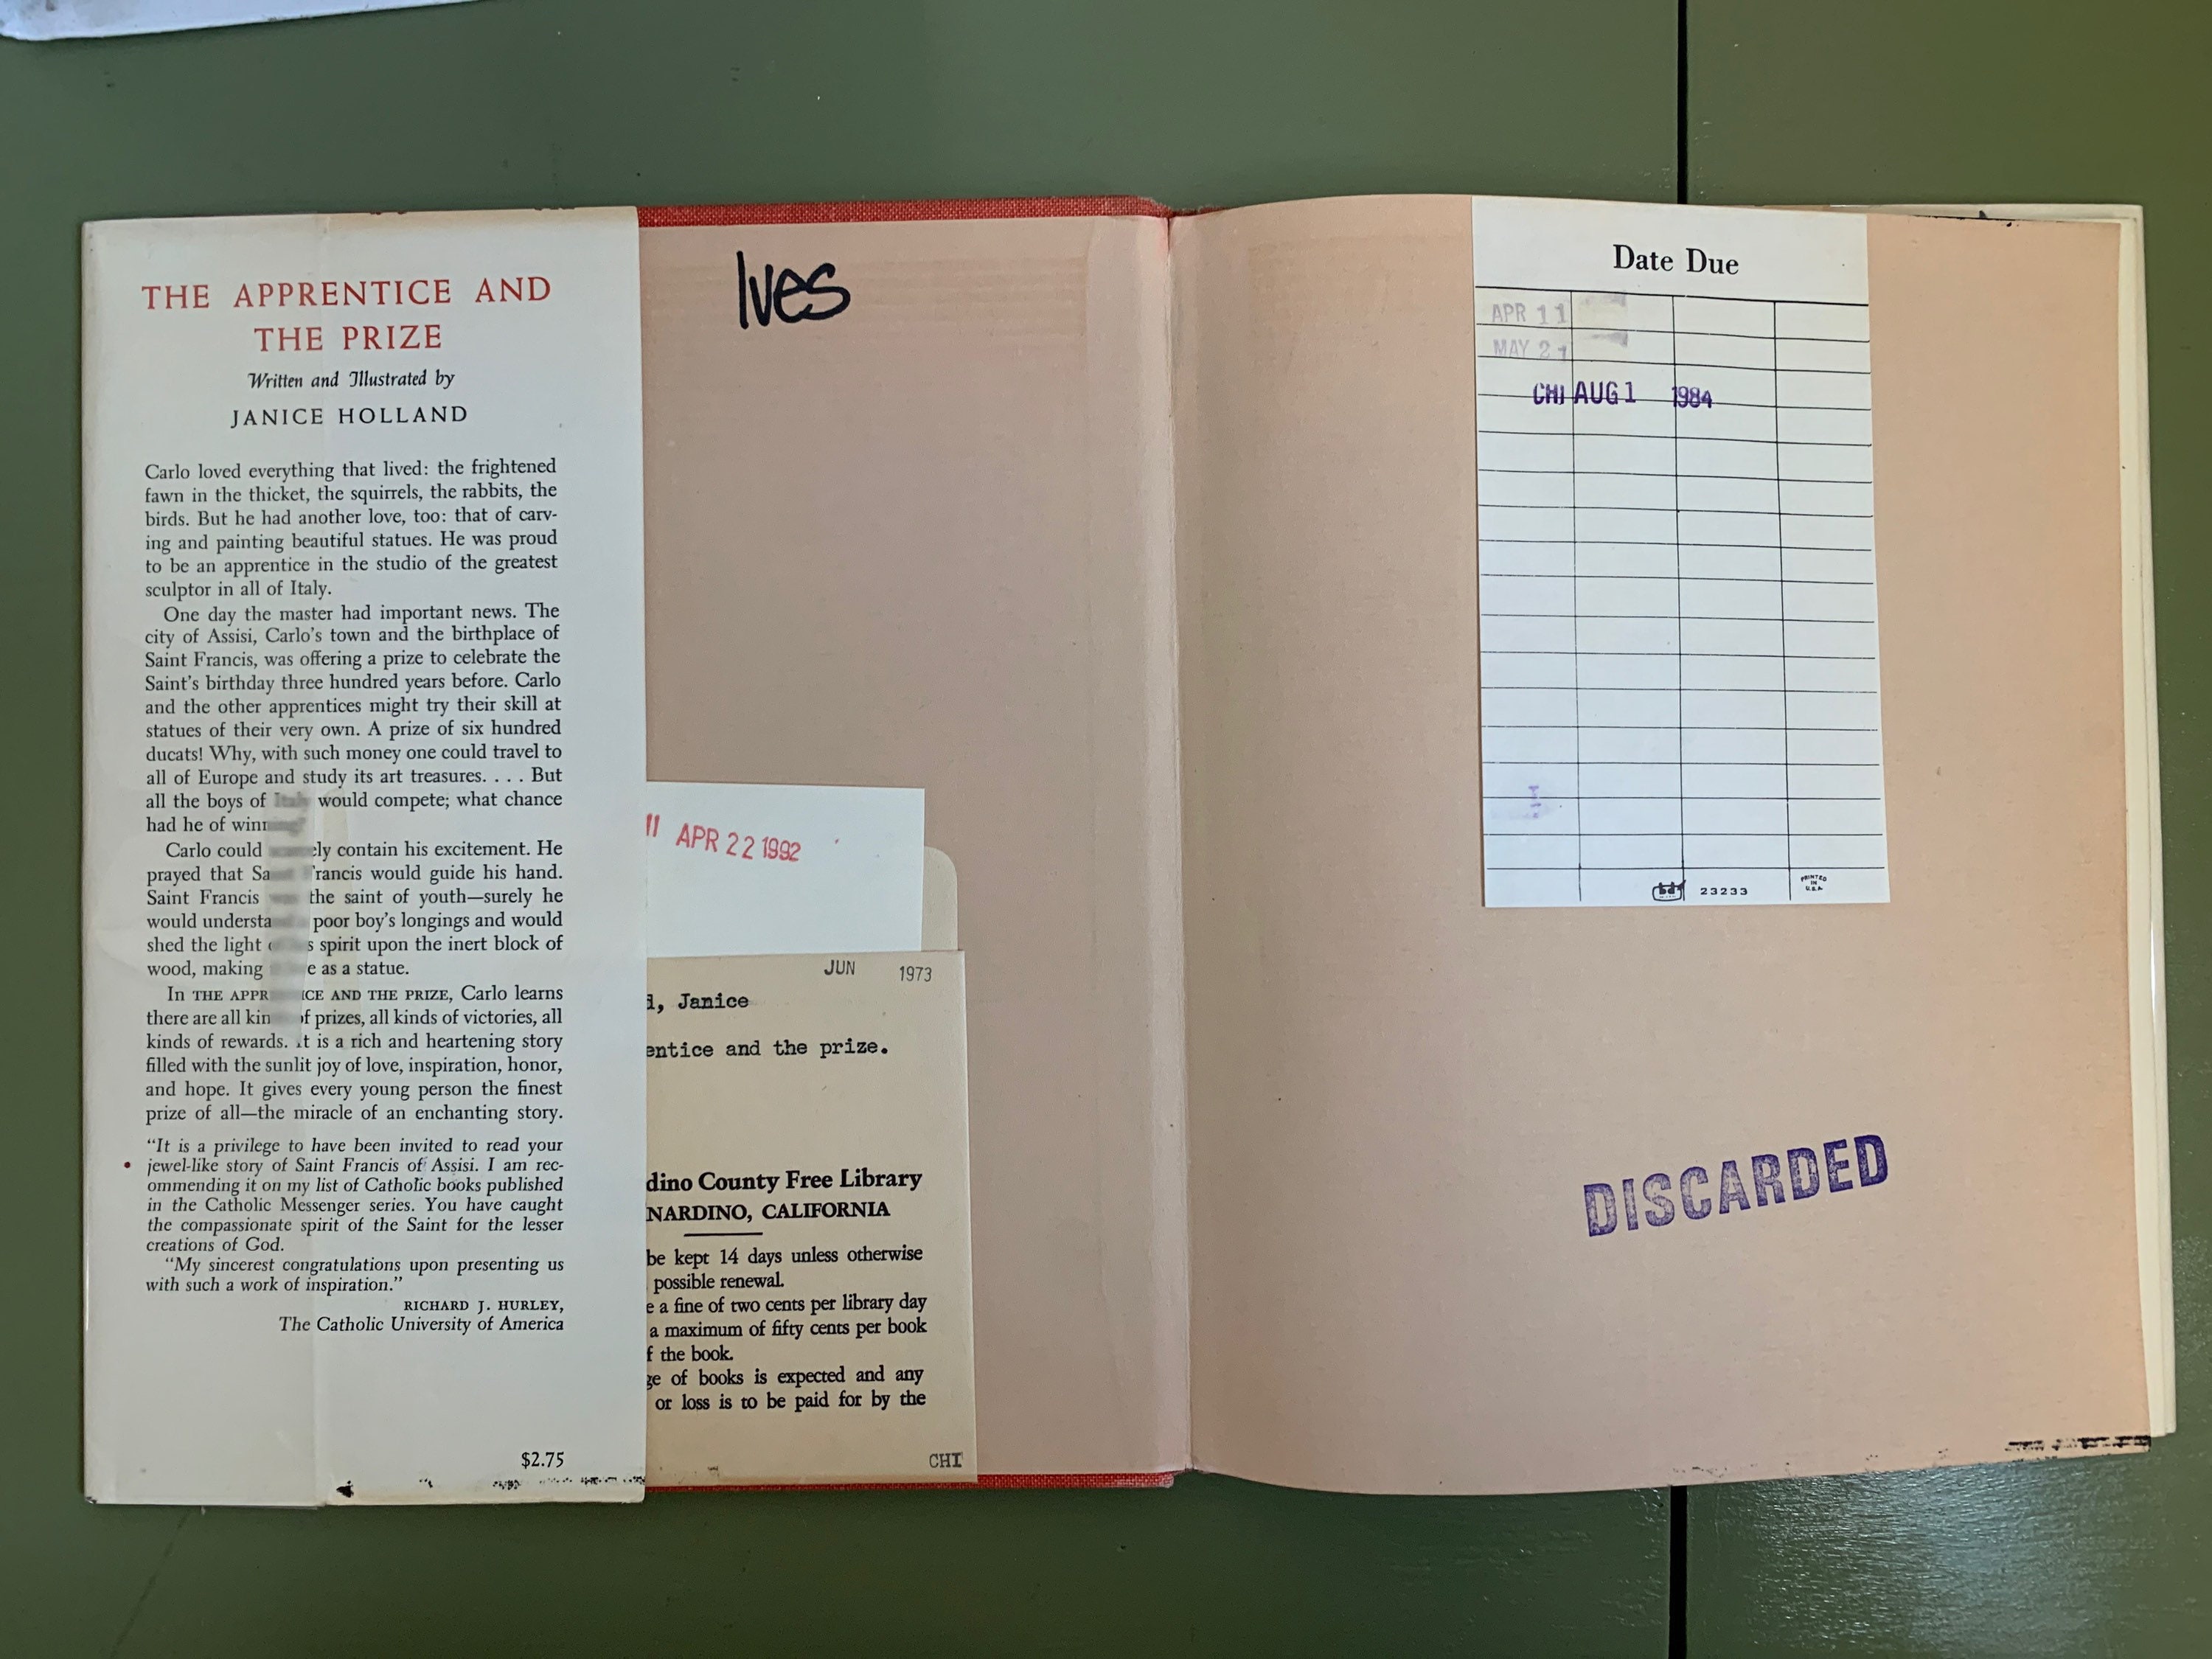 THE APPRENTICE AND
THE PRIZE
Written and Illustrated by
JANICE HOLLAND
Carlo loved everything that lived: the frightened
fawn in the thicket, the squirrels, the rabbits, the
birds. But he had another love, too: that of carv-
ing and painting beautiful statues. He was proud
to be an apprentice in the studio of the greatest
sculptor in all of Italy.
One day the master had important news. The
city of Assisi, Carlo's town and the birthplace of
Saint Francis, was offering a prize to celebrate the
Saint's birthday three hundred years before. Carlo
and the other apprentices might try their skill at
statues of their very own. A prize of six hundred
ducats! Why, with such money one could travel to
all of Europe and study its art treasures. . . . But
all the boys of would compete; what chance
had he of
Carlo could contain his excitement. He
prayed that would guide his hand.
Saint Francis the saint of youth—surely he
would poor boy's longings and would
shed the light spirit upon the inert block of
wood, making as a statue.
In THE AND THE PRIZE, Carlo learns
there are all of prizes, all kinds of victories, all
kinds of rewards. is a rich and heartening story
filled with the sunlit joy of love, inspiration, honor,
and hope. It gives every young person the finest
prize of all—the miracle of an enchanting story.
"It is a privilege to have been invited to read your
jewel-like story of Saint Francis of Assisi. I am rec-
ommending it on my list of Catholic books published
in the Catholic Messenger series. You have caught
the compassionate spirit of the Saint for the lesser
creations of God.
"My sincerest congratulations upon presenting us
with such a work of inspiration."
RICHARD J. HURLEY,
The Catholic University of America
$2.75
Ives
APR 22 1992
JUN 1973
, Janice
entice and the prize.
dino County Free Library
NARDINO, CALIFORNIA
be kept 14 days unless otherwise
possible renewal.
e a fine of two cents per library day
a maximum of fifty cents per book
f the book.
ge of books is expected and any
or loss is to be paid for by the
CHI
Date Due
APR 11
MAY 21
CHI AUG 1 1984
bd 23233
PRINTED
IN
U.S.A.
DISCARDED